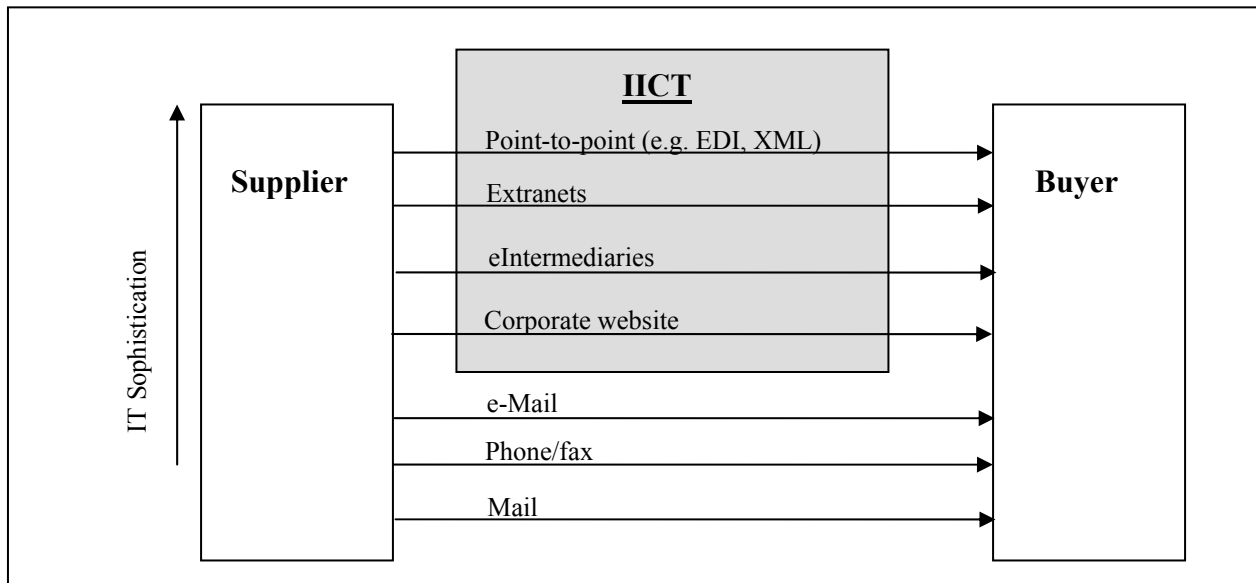 IICT
Supplier
Buyer
IT Sophistication
Point-to-point (e.g. EDI, XML)
Extranets
eIntermediaries
Corporate website
e-Mail
Phone/fax
Mail